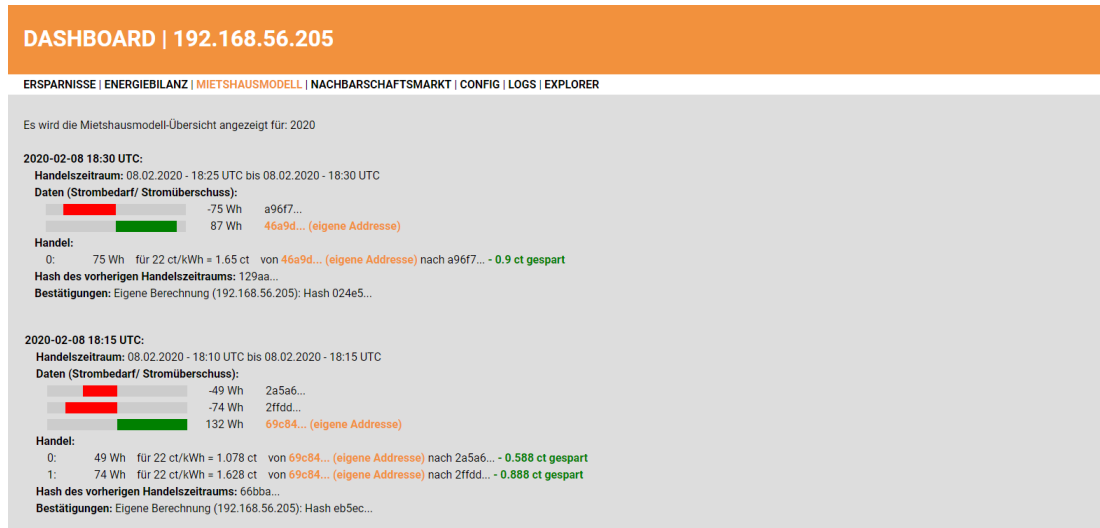 DASHBOARD | 192.168.56.205
ERSPARNISSE | ENERGIEBILANZ | MIETSHAUSMODELL | NACHBARSCHAFTSMARKT | CONFIG | LOGS | EXPLORER
Es wird die Mietshausmodell-Übersicht angezeigt für: 2020
2020-02-08 18:30 UTC:
Handelszeitraum: 08.02.2020 - 18:25 UTC bis 08.02.2020 - 18:30 UTC
Daten (Strombedarf/ Stromüberschuss):
-75 Wh a96f7...
87 Wh 46a9d... (eigene Addresse)
Handel:
0: 75 Wh für 22 ct/kWh = 1.65 ct von 46a9d... (eigene Addresse) nach a96f7... - 0.9 ct gespart
Hash des vorherigen Handelszeitraums: 129aa...
Bestätigungen: Eigene Berechnung (192.168.56.205): Hash 024e5...
2020-02-08 18:15 UTC:
Handelszeitraum: 08.02.2020 - 18:10 UTC bis 08.02.2020 - 18:15 UTC
Daten (Strombedarf/ Stromüberschuss):
-49 Wh 2a5a6...
-74 Wh 2ffdd...
132 Wh 69c84... (eigene Addresse)
Handel:
0: 49 Wh für 22 ct/kWh = 1.078 ct von 69c84... (eigene Addresse) nach 2a5a6... - 0.588 ct gespart
1: 74 Wh für 22 ct/kWh = 1.628 ct von 69c84... (eigene Addresse) nach 2ffdd... - 0.888 ct gespart
Hash des vorherigen Handelszeitraums: 66bba...
Bestätigungen: Eigene Berechnung (192.168.56.205): Hash eb5ec...